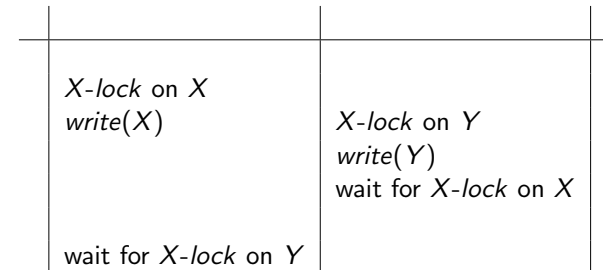 X-lock on X
write(X) X-lock on Y
write(Y)
wait for X-lock on X
wait for X-lock on Y